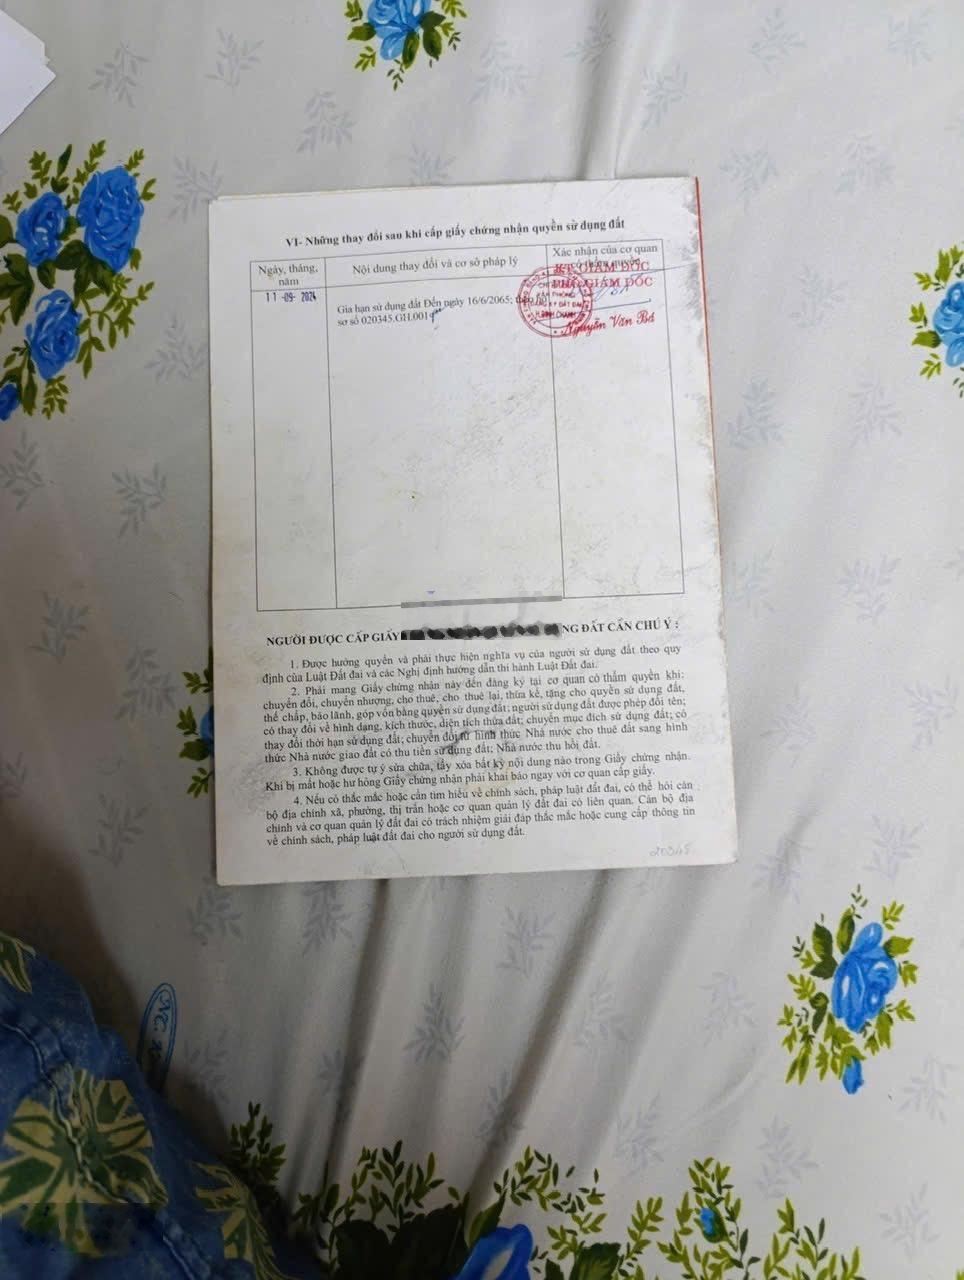 VI- Những thay đổi sau khi cấp giấy chứng nhận quyền sử dụng đất
Ngày, tháng, năm
Nội dung thay đổi và cơ sở pháp lý
Xác nhận của cơ quan có thẩm quyền
11 -09- 2024
Gia hạn sử dụng đất Đến ngày 16/6/2065; theo hồ
sơ số 020345.GH.001
KT. GIÁM ĐỐC
PHÓ GIÁM ĐỐC
Nguyễn Văn Bá
NGƯỜI ĐƯỢC CẤP GIẤY
NG ĐẤT CẦN CHÚ Ý :
1. Được hưởng quyền và phải thực hiện nghĩa vụ của người sử dụng đất theo quy
định của Luật Đất đai và các Nghị định hướng dẫn thi hành Luật Đất đai.
2. Phải mang Giấy chứng nhận này đến đăng ký tại cơ quan có thẩm quyền khi:
chuyển đổi, chuyển nhượng, cho thuê, cho thuê lại, thừa kế, tặng cho quyền sử dụng đất,
thế chấp, bảo lãnh, góp vốn bằng quyền sử dụng đất; người sử dụng đất được phép đổi tên;
có thay đổi về hình dạng, kích thước, diện tích thửa đất; chuyển mục đích sử dụng đất; có
thay đổi thời hạn sử dụng đất; chuyển đổi từ hình thức Nhà nước cho thuê đất sang hình
thức Nhà nước giao đất có thu tiền sử dụng đất; Nhà nước thu hồi đất.
3. Không được tự ý sửa chữa, tẩy xóa bất kỳ nội dung nào trong Giấy chứng nhận.
Khi bị mất hoặc hư hỏng Giấy chứng nhận phải khai báo ngay với cơ quan cấp giấy.
4. Nếu có thắc mắc hoặc cần tìm hiểu về chính sách, pháp luật đất đai, có thể hỏi cán
bộ địa chính xã, phường, thị trấn hoặc cơ quan quản lý đất đai có liên quan. Cán bộ địa
chính và cơ quan quản lý đất đai có trách nhiệm giải đáp thắc mắc hoặc cung cấp thông tin
về chính sách, pháp luật đất đai cho người sử dụng đất.
20345